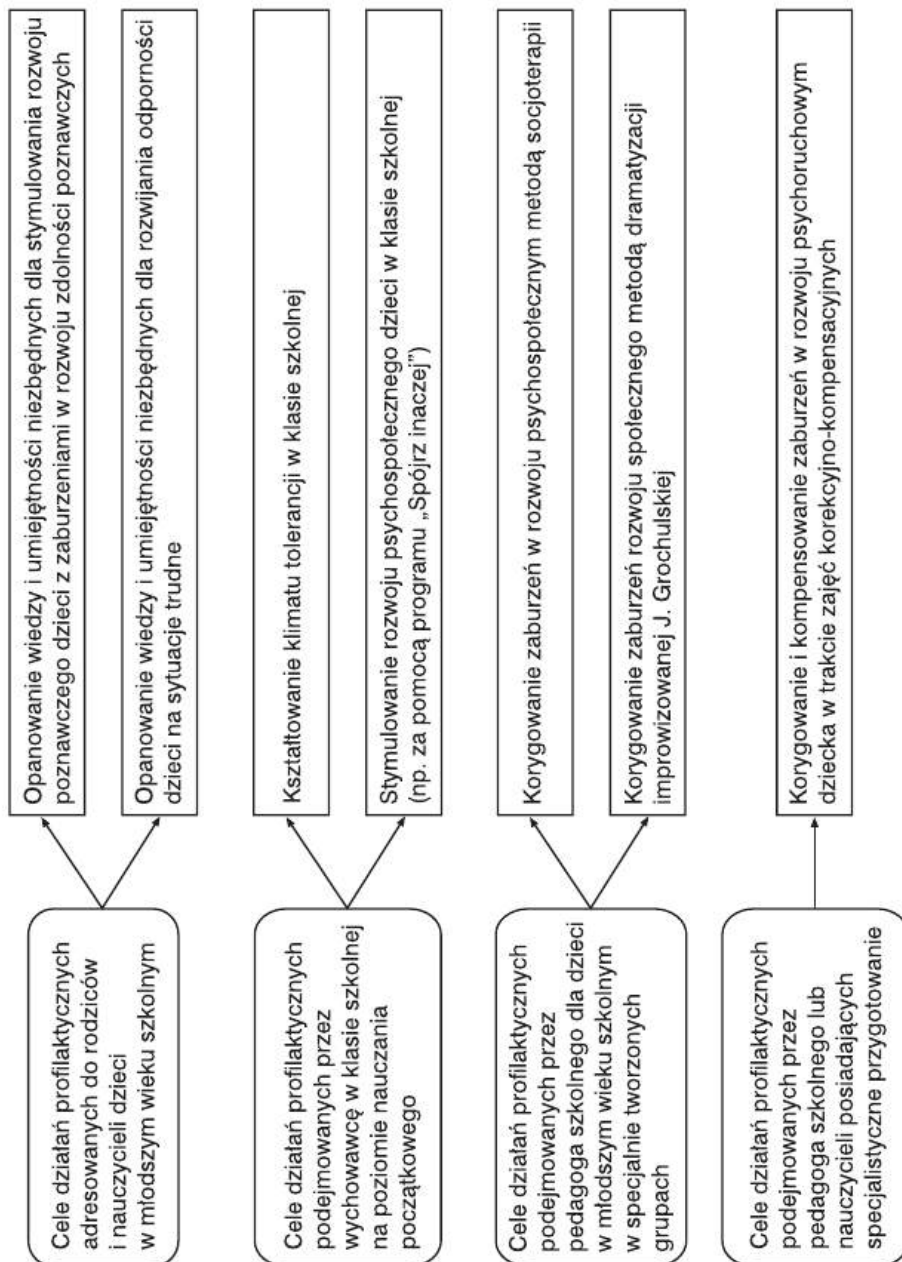 Cele działań profilaktycznych
adresowanych do rodziców
i nauczycieli dzieci
w młodszym wieku szkolnym
Opanowanie wiedzy i umiejętności niezbędnych dla stymulowania rozwoju
poznawczego dzieci z zaburzeniami w rozwoju zdolności poznawczych
Opanowanie wiedzy i umiejętności niezbędnych dla rozwijania odporności
dzieci na sytuacje trudne
Cele działań profilaktycznych
podejmowanych przez
wychowawcę w klasie szkolnej
na poziomie nauczania
początkowego
Kształtowanie klimatu tolerancji w klasie szkolnej
Stymulowanie rozwoju psychospołecznego dzieci w klasie szkolnej
(np. za pomocą programu „Spójrz inaczej”)
Cele działań profilaktycznych
podejmowanych przez
pedagoga szkolnego dla dzieci
w młodszym wieku szkolnym
w specjalnie tworzonych
grupach
Korygowanie zaburzeń w rozwoju psychospołecznym metodą socjoterapii
Korygowanie zaburzeń rozwoju społecznego metodą dramatyzacji
improwizowanej J. Grochulskiej
Cele działań profilaktycznych
podejmowanych przez
pedagoga szkolnego lub
nauczycieli posiadających
specjalistyczne przygotowanie
Korygowanie i kompensowanie zaburzeń w rozwoju psychoruchowym
dziecka w trakcie zajęć korekcyjno-kompensacyjnych